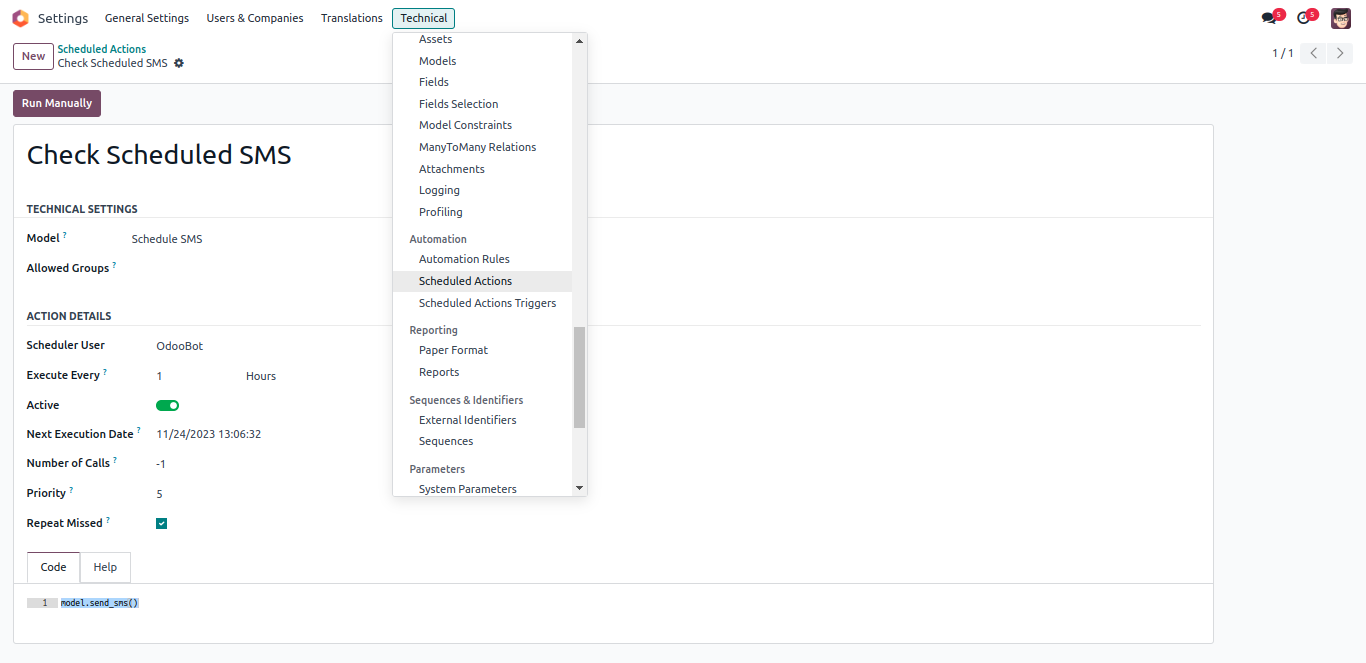 Settings General Settings Users & Companies Translations Technical 5 5
New Scheduled Actions
Check Scheduled SMS
1 / 1
Run Manually
Check Scheduled SMS
TECHNICAL SETTINGS
Model ? Schedule SMS
Allowed Groups ?
ACTION DETAILS
Scheduler User OdooBot
Execute Every ? 1 Hours
Active
Next Execution Date ? 11/24/2023 13:06:32
Number of Calls ? -1
Priority ? 5
Repeat Missed ?
Code Help
1 model.send_sms()
Assets
Models
Fields
Fields Selection
Model Constraints
ManyToMany Relations
Attachments
Logging
Profiling
Automation
Automation Rules
Scheduled Actions
Scheduled Actions Triggers
Reporting
Paper Format
Reports
Sequences & Identifiers
External Identifiers
Sequences
Parameters
System Parameters